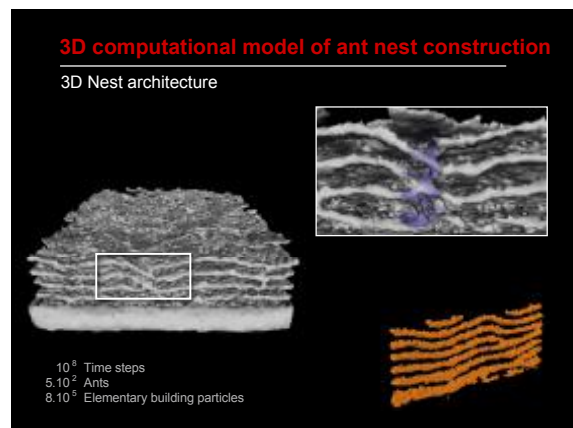 3D computational model of ant nest construction
3D Nest architecture
10⁸ Time steps
5.10² Ants
8.10⁵ Elementary building particles